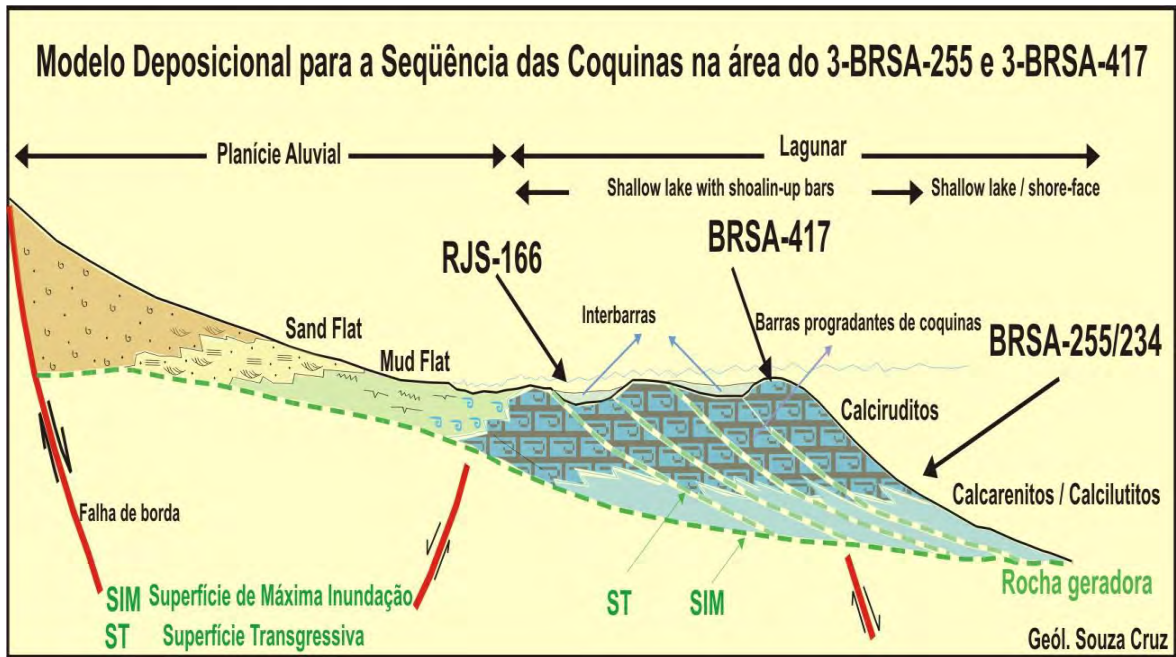 Modelo Deposicional para a Seqüência das Coquinas na área do 3-BRSA-255 e 3-BRSA-417
Planície Aluvial
Lagunar
Shallow lake with shoalin-up bars
Shallow lake / shore-face
RJS-166
BRSA-417
Interbarras
Barras progradantes de coquinas
BRSA-255/234
Sand Flat
Mud Flat
Calciruditos
Calcarenitos / Calcilutitos
Falha de borda
Rocha geradora
SIM Superfície de Máxima Inundação
ST Superfície Transgressiva
ST
SIM
Geól. Souza Cruz